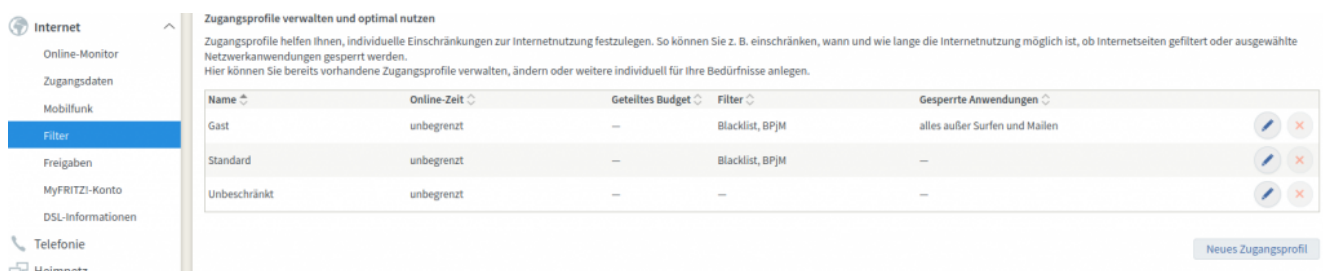 Internet
Online-Monitor
Zugangsdaten
Mobilfunk
Filter
Freigaben
MyFRITZ!-Konto
DSL-Informationen
Telefonie
Heimnetz
Zugangsprofile verwalten und optimal nutzen
Zugangsprofile helfen Ihnen, individuelle Einschränkungen zur Internetnutzung festzulegen. So können Sie z. B. einschränken, wann und wie lange die Internetnutzung möglich ist, ob Internetseiten gefiltert oder ausgewählte
Netzwerkanwendungen gesperrt werden.
Hier können Sie bereits vorhandene Zugangsprofile verwalten, ändern oder weitere individuell für Ihre Bedürfnisse anlegen.
Name Online-Zeit Geteiltes Budget Filter Gesperrte Anwendungen
Gast unbegrenzt — Blacklist, BPjM alles außer Surfen und Mailen
Standard unbegrenzt — Blacklist, BPjM —
Unbeschränkt unbegrenzt — — —
Neues Zugangsprofil